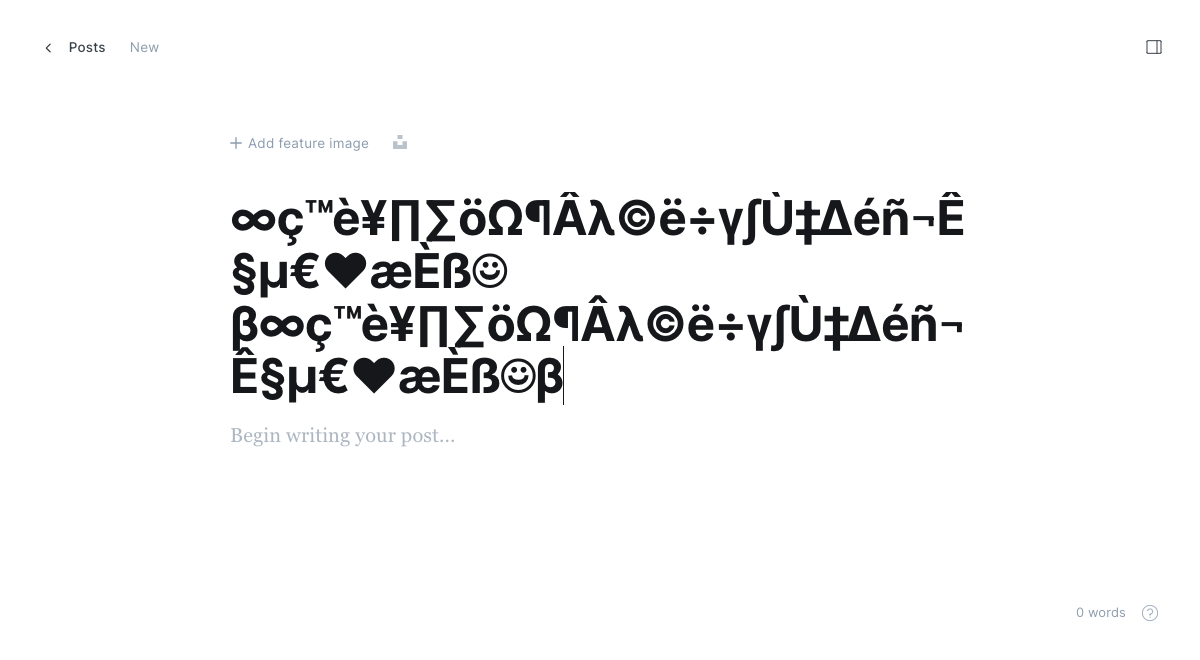 Posts
New
Add feature image
∞ç™è¥∏∑öΩ¶Âλ©ë÷γ∫Ù‡Δéñ¬Ê
§µ€♥æÈß☺
β∞ç™è¥∏∑öΩ¶Âλ©ë÷γ∫Ù‡Δéñ¬
Ê§µ€♥æÈß☺β
Begin writing your post...
0 words
?